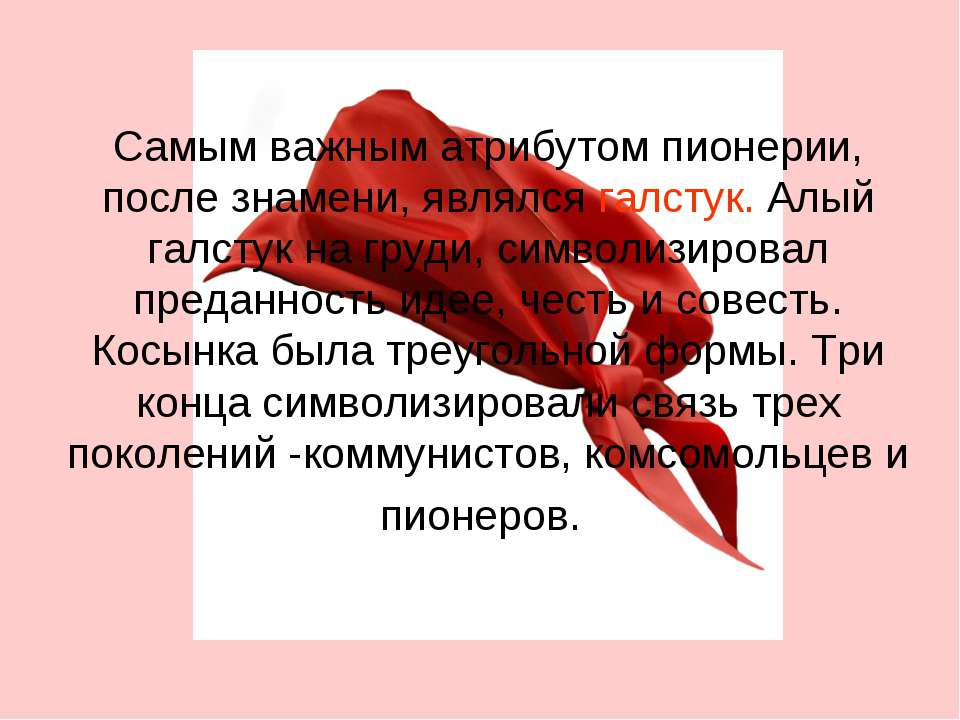 Самым важным атрибутом пионерии,
после знамени, являлся галстук. Алый
галстук на груди, символизировал
преданность идее, честь и совесть.
Косынка была треугольной формы. Три
конца символизировали связь трех
поколений -коммунистов, комсомольцев и
пионеров.